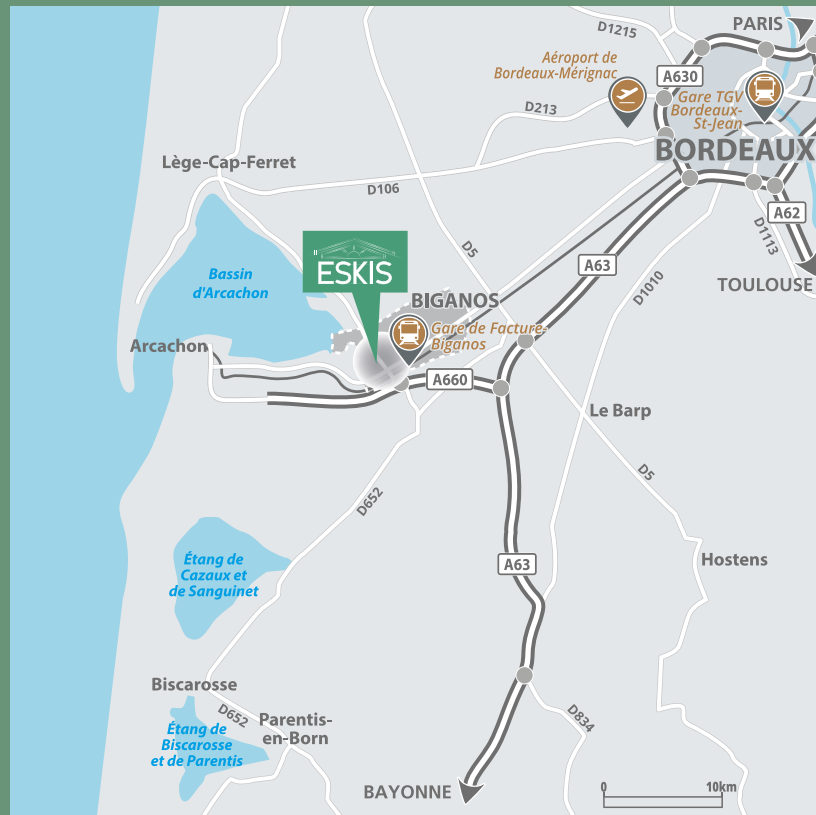 D1215
PARIS
Aéroport de
Bordeaux-Mérignac
A630
Gare TGV
Bordeaux-
St-Jean
D213
BORDEAUX
Lège-Cap-Ferret
D106
A62
D1113
D5
ESKIS
Bassin
d'Arcachon
A63
TOULOUSE
D1010
BIGANOS
Gare de Facture-
Biganos
Arcachon
A660
Le Barp
D5
D652
Étang de
Cazaux et
de Sanguinet
A63
Hostens
Biscarosse
D652
Parentis-
en-Born
D834
Étang de
Biscarosse
et de Parentis
BAYONNE
0
10km